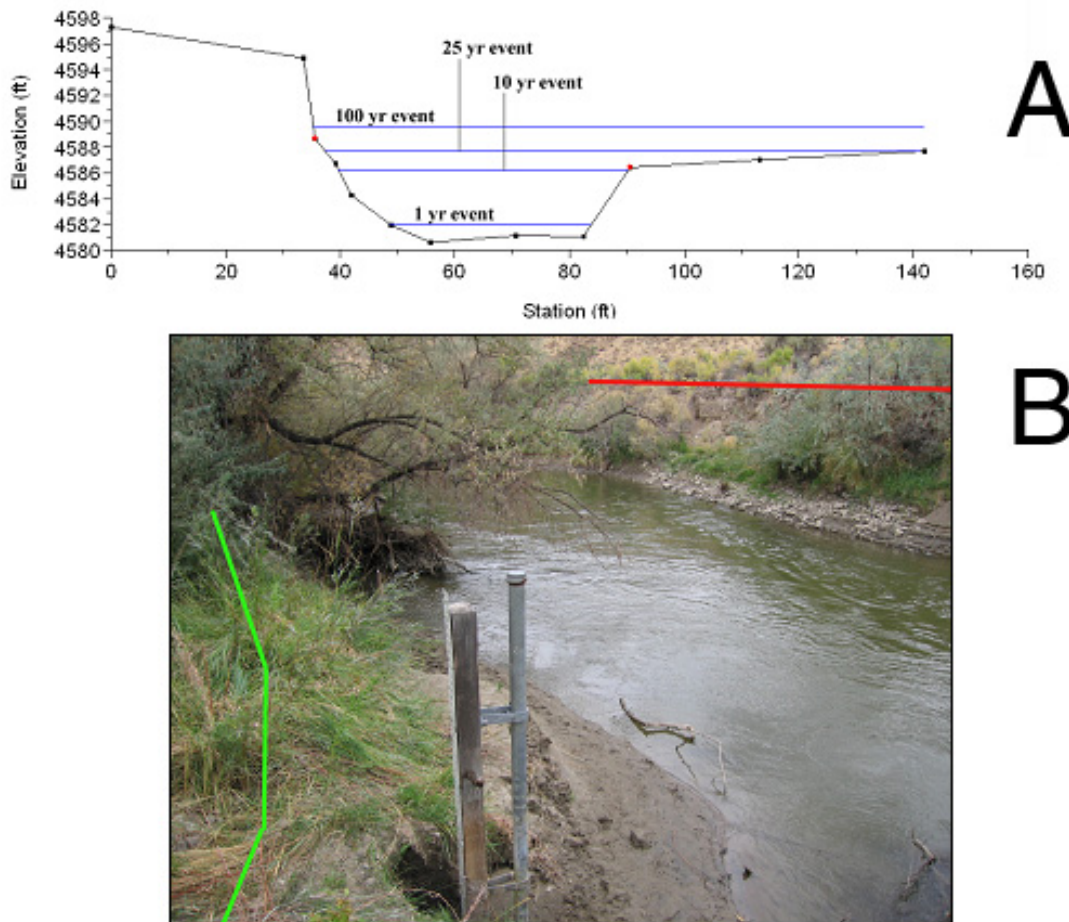 4598
4596
4594
4592
4590
4588
4586
4584
4582
4580
Elevation (ft)
25 yr event
10 yr event
100 yr event
1 yr event
A
0 20 40 60 80 100 120 140 160
Station (ft)
B